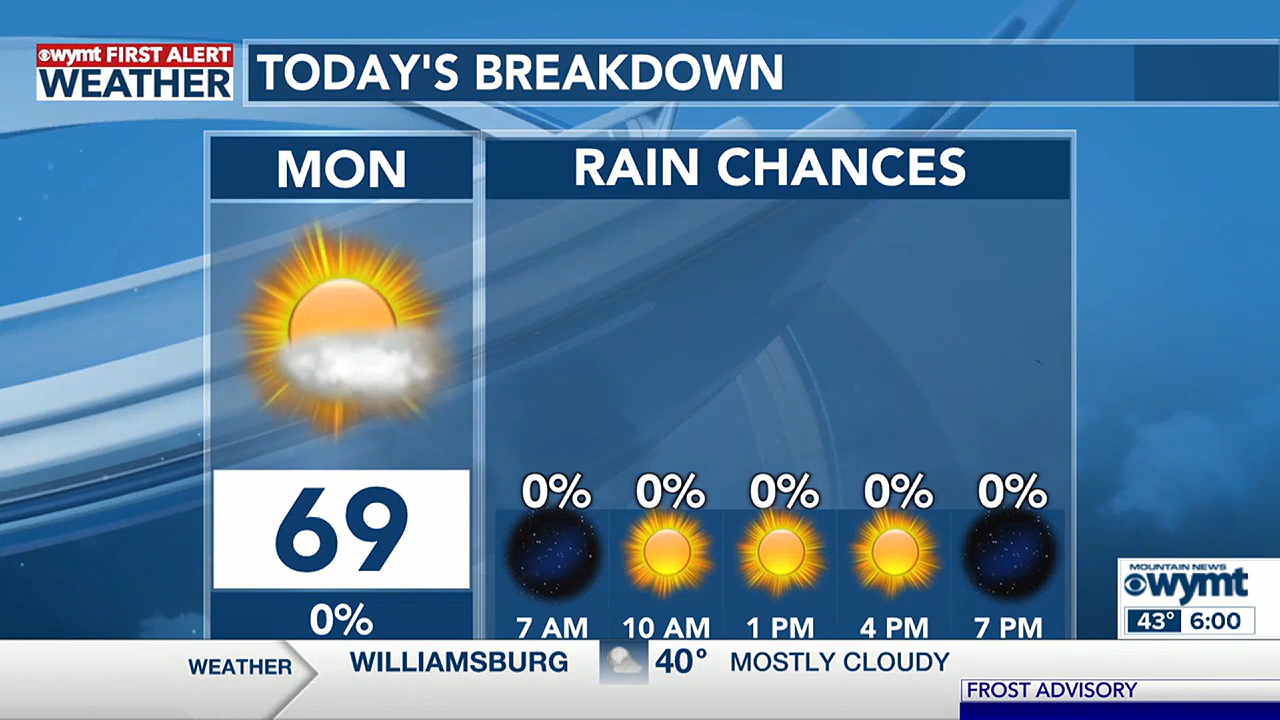 wymt FIRST ALERT
WEATHER
TODAY'S BREAKDOWN
MON
RAIN CHANCES
69
0%
0% 0% 0% 0% 0%
7 AM 10 AM 1 PM 4 PM 7 PM
MOUNTAIN NEWS
wymt
43° 6:00
WEATHER
WILLIAMSBURG 40° MOSTLY CLOUDY
FROST ADVISORY